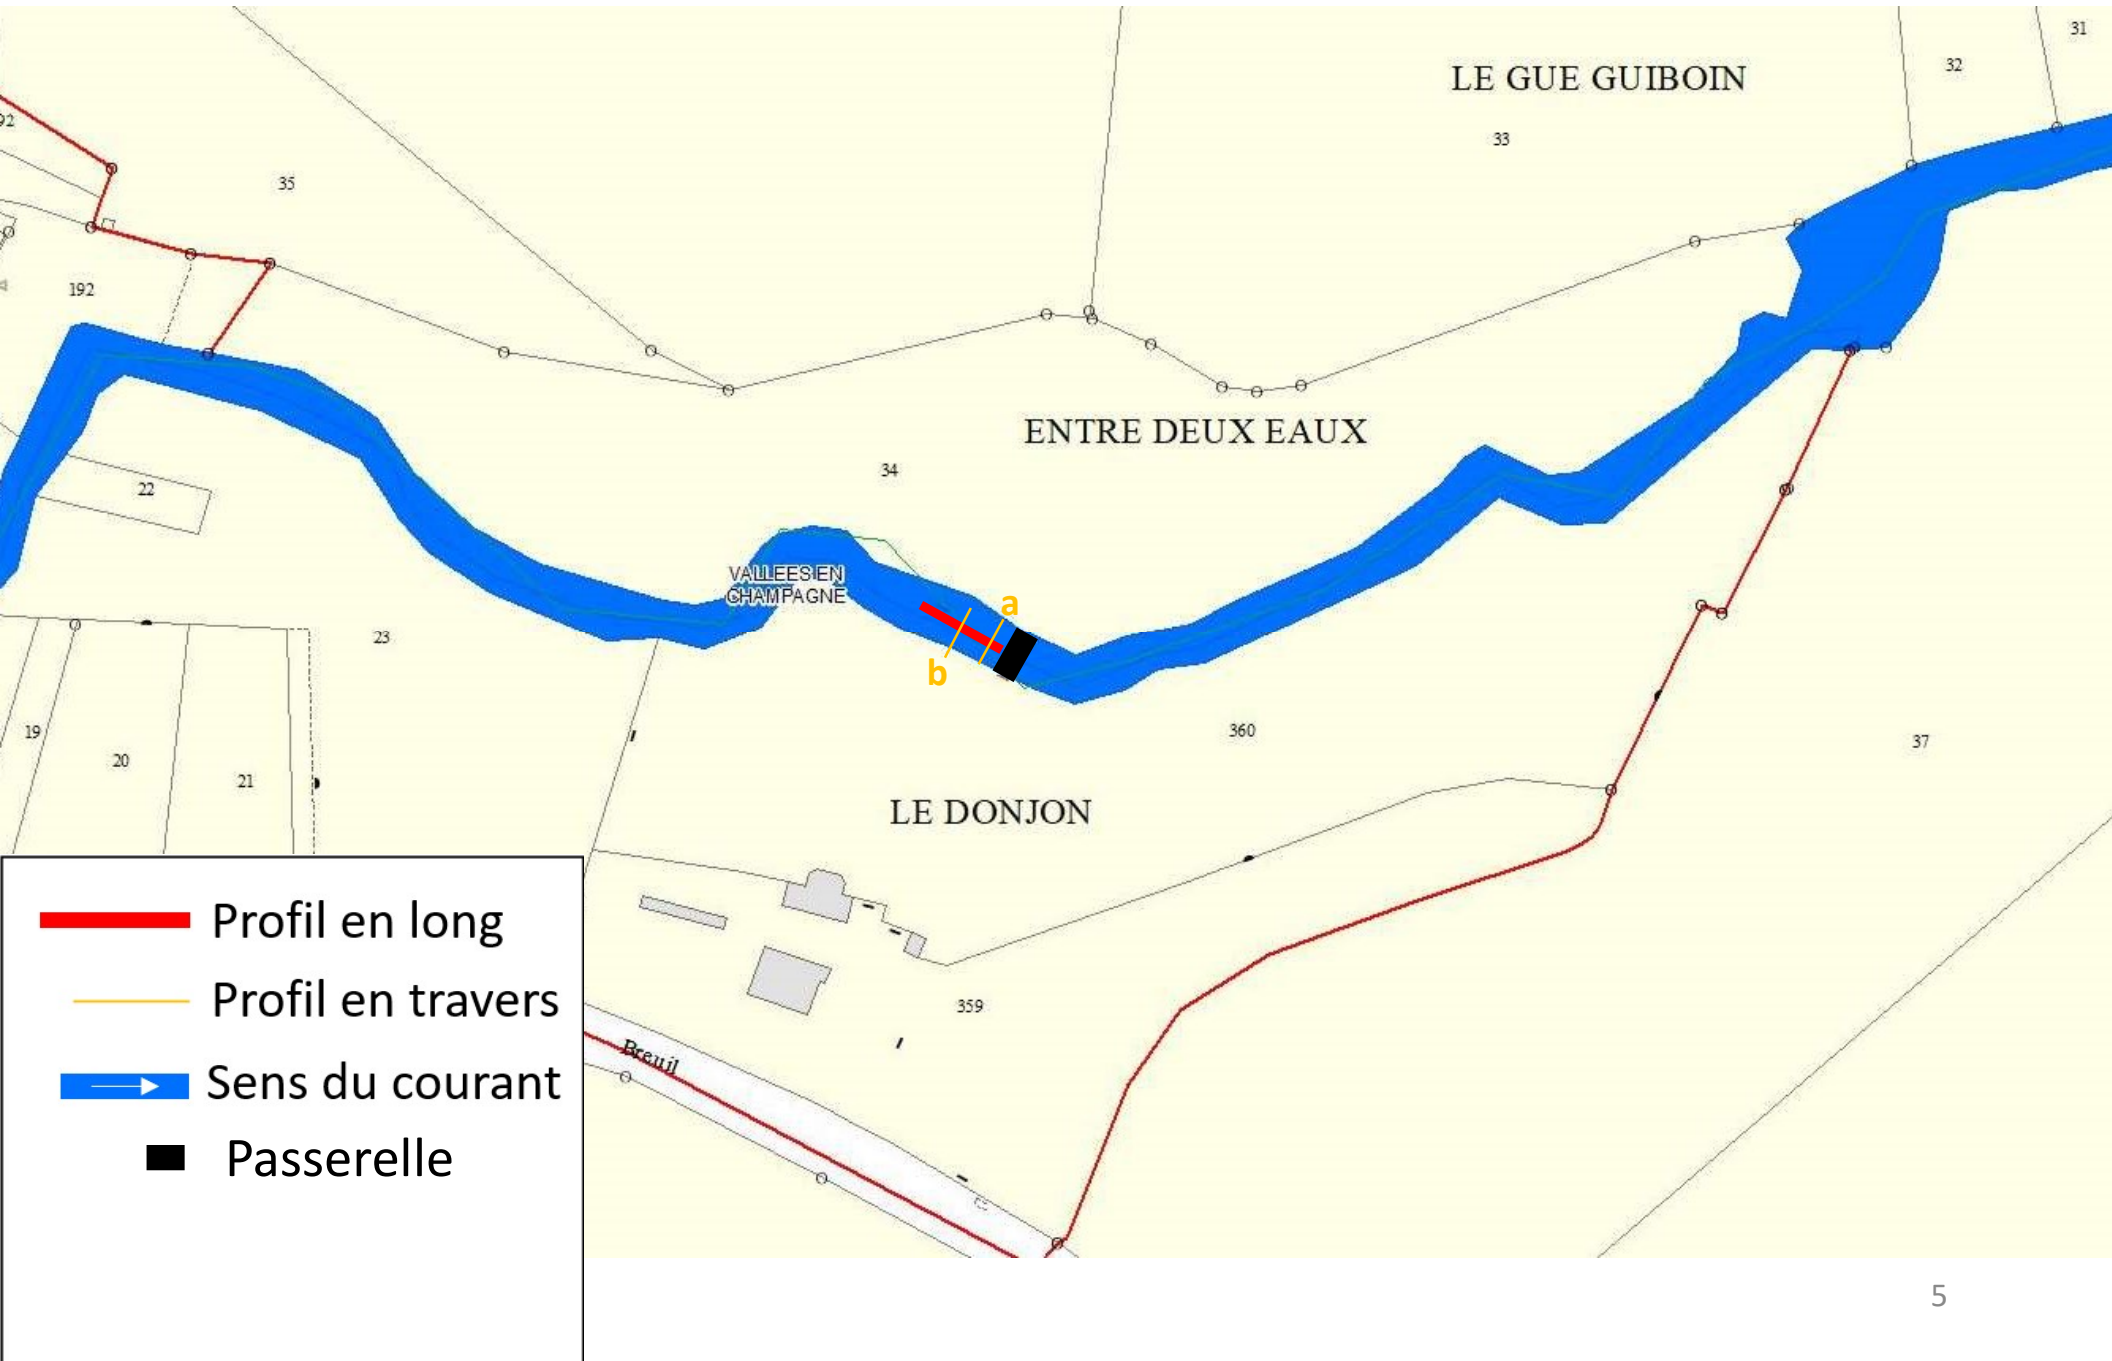 31
LE GUE GUIBOIN
32
92
33
35
192
ENTRE DEUX EAUX
34
22
VALLEES EN
CHAMPAGNE
a
23
b
19
360
37
20
21
LE DONJON
359
Breuil
Profil en long
Profil en travers
Sens du courant
Passerelle
5